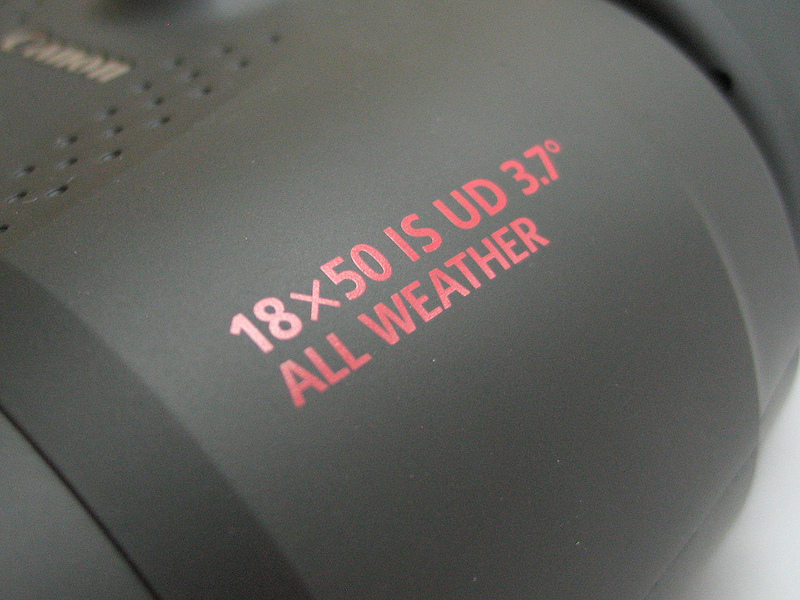 Canon
18×50 IS UD 3.7°
ALL WEATHER